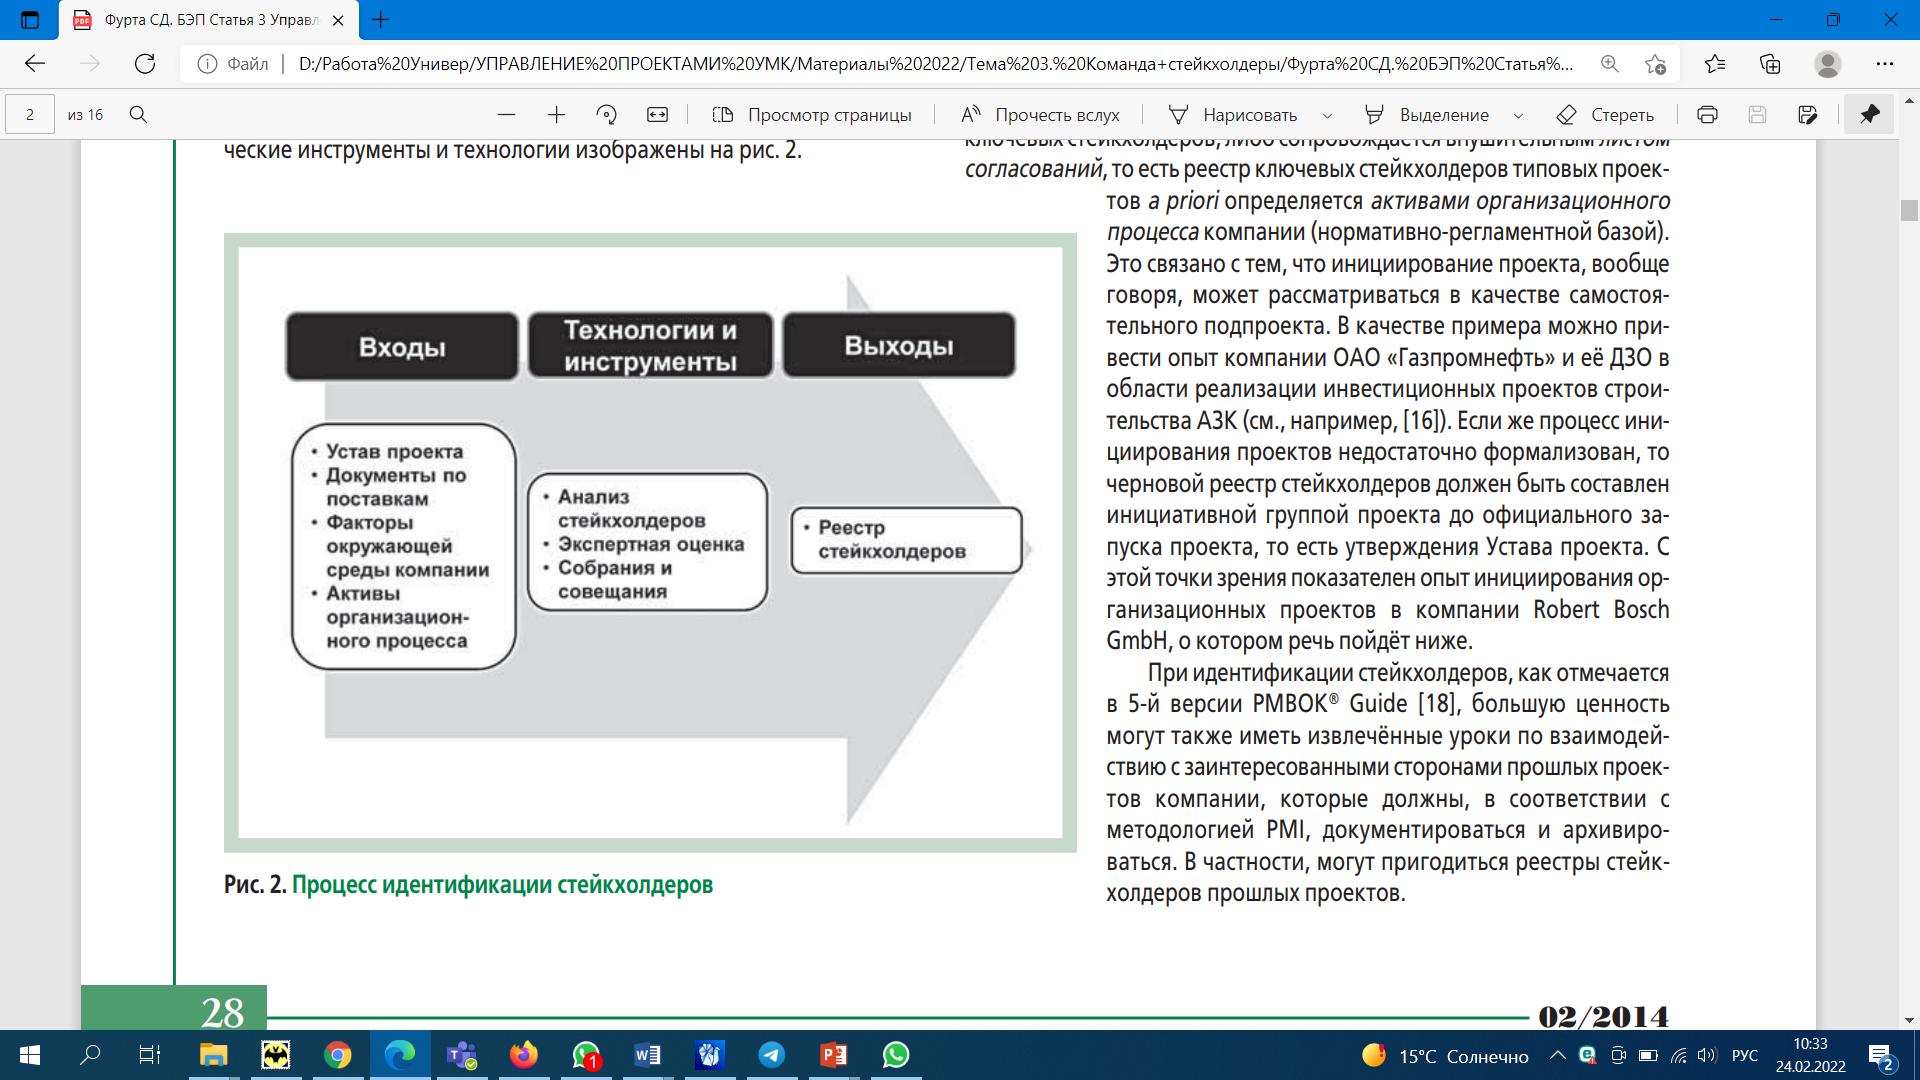 Фурта СД. БЭП Статья 3 Управл
Файл
D:/Работа%20Универ/УПРАВЛЕНИЕ%20ПРОЕКТАМИ%20УМК/Материалы%202022/Тема%203.%20Команда+стейкхолдеры/Фурта%20СД.%20БЭП%20Статья%...
2 из 16
Просмотр страницы
Прочесть вслух
Нарисовать
Выделение
Стереть
ческие инструменты и технологии изображены на рис. 2.
Входы
Технологии и
инструменты
Выходы
• Устав проекта
• Документы по
поставкам
• Факторы
окружающей
среды компании
• Активы
организацион-
ного процесса
• Анализ
стейкхолдеров
• Экспертная оценка
• Собрания и
совещания
• Реестр
стейкхолдеров
Рис. 2. Процесс идентификации стейкхолдеров
ключевых стейкхолдеров, либо сопровождается внушительным листом
согласований, то есть реестр ключевых стейкхолдеров типовых проек-
тов a priori определяется активами организационного
процесса компании (нормативно-регламентной базой).
Это связано с тем, что инициирование проекта, вообще
говоря, может рассматриваться в качестве самостоя-
тельного подпроекта. В качестве примера можно при-
вести опыт компании ОАО «Газпромнефть» и её ДЗО в
области реализации инвестиционных проектов строи-
тельства АЗК (см., например, [16]). Если же процесс ини-
циирования проектов недостаточно формализован, то
черновой реестр стейкхолдеров должен быть составлен
инициативной группой проекта до официального за-
пуска проекта, то есть утверждения Устава проекта. С
этой точки зрения показателен опыт инициирования ор-
ганизационных проектов в компании Robert Bosch
GmbH, о котором речь пойдёт ниже.
При идентификации стейкхолдеров, как отмечается
в 5-й версии PMBOK® Guide [18], большую ценность
могут также иметь извлечённые уроки по взаимодей-
ствию с заинтересованными сторонами прошлых проек-
тов компании, которые должны, в соответствии с
методологией PMI, документироваться и архивиро-
ваться. В частности, могут пригодиться реестры стейк-
холдеров прошлых проектов.
28
02/2014
1
15°C Солнечно
РУС
10:33
24.02.2022
2